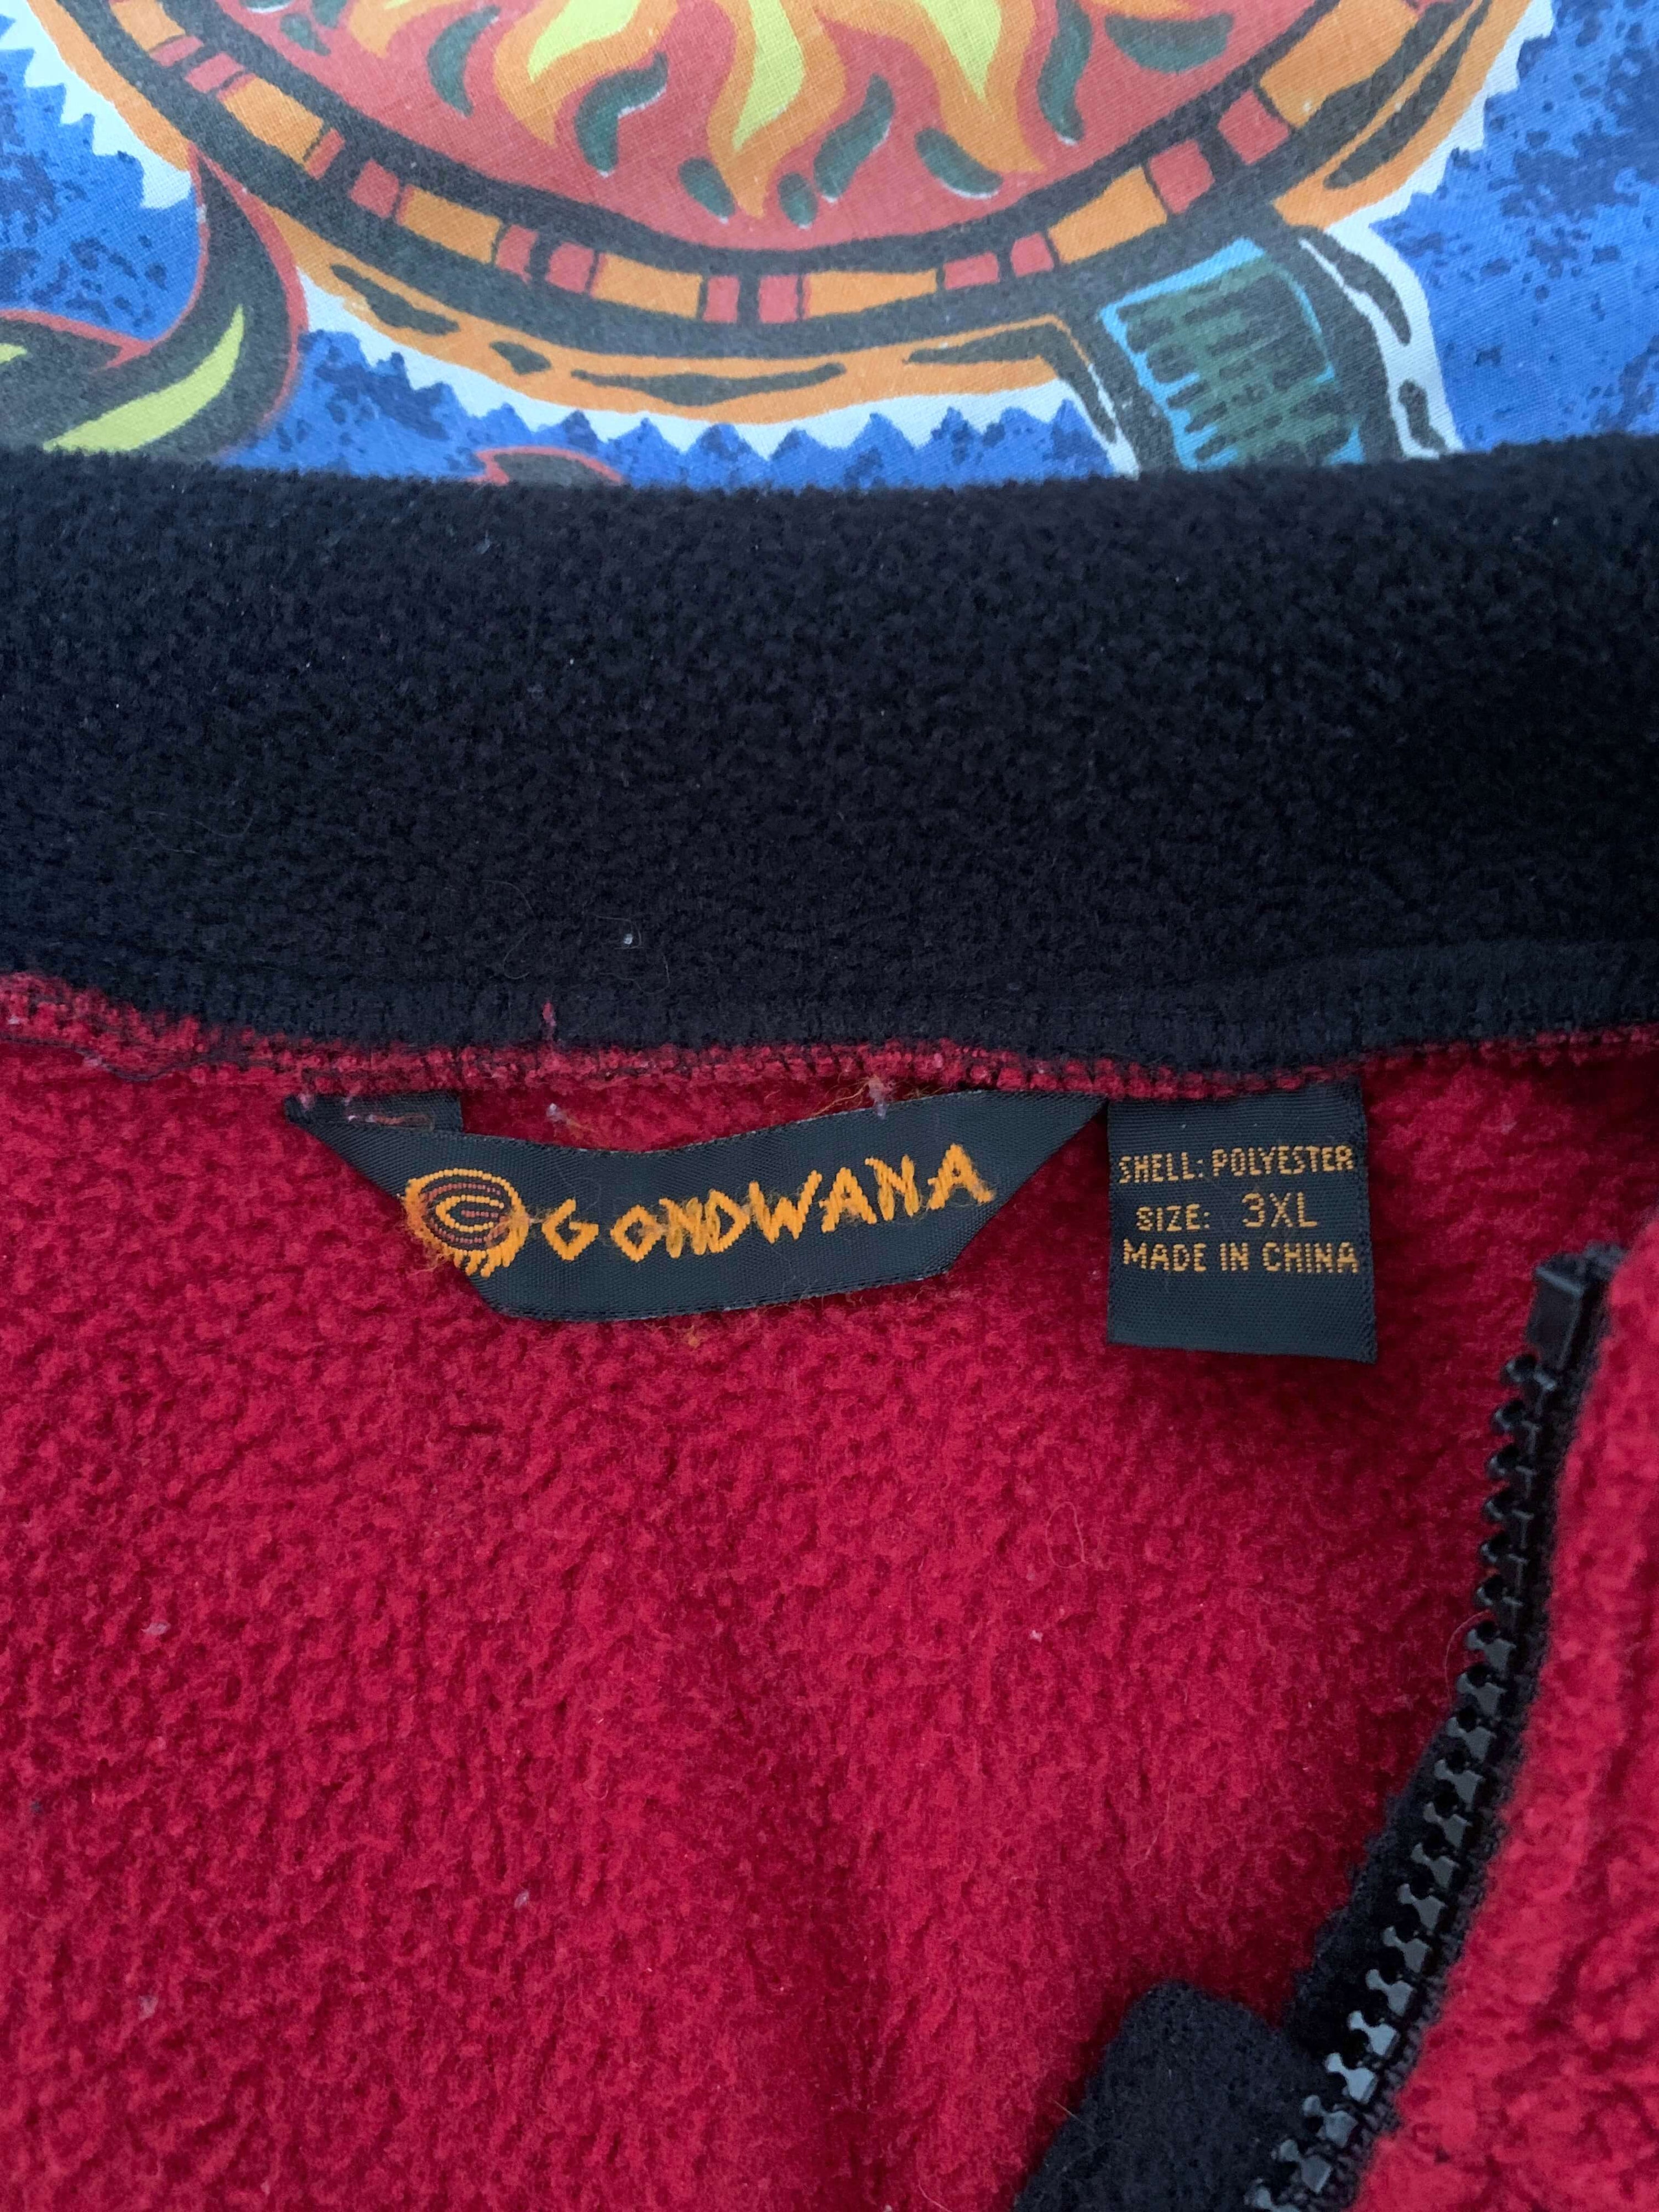 GONDWANA
SHELL: POLYESTER
SIZE: 3XL
MADE IN CHINA